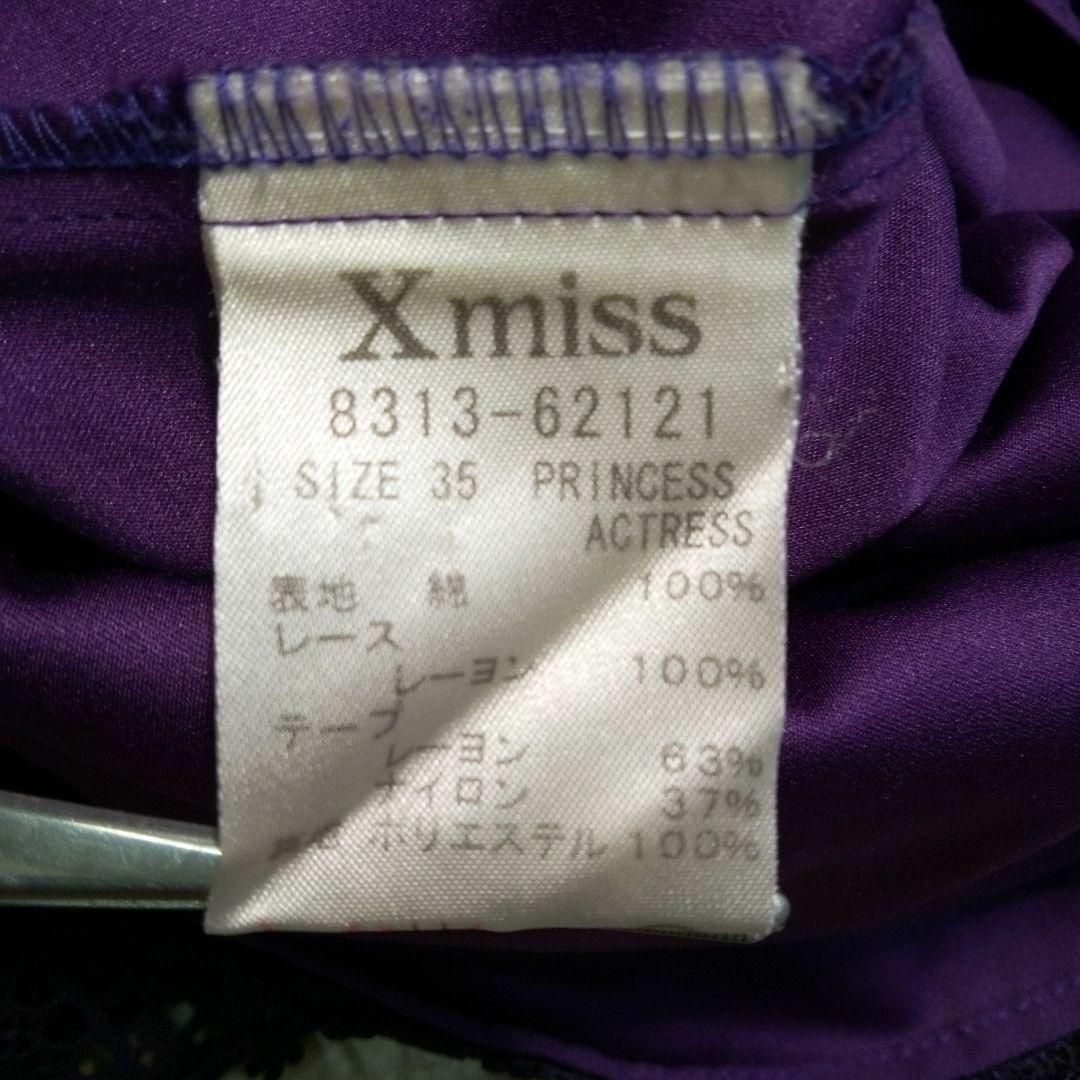 Xmiss
8313-62121
SIZE 35 PRINCESS
ACTRESS
表地 綿 100%
レース
レーヨン 100%
テープ
レーヨン 63%
ナイロン 37%
ポリエステル 100%